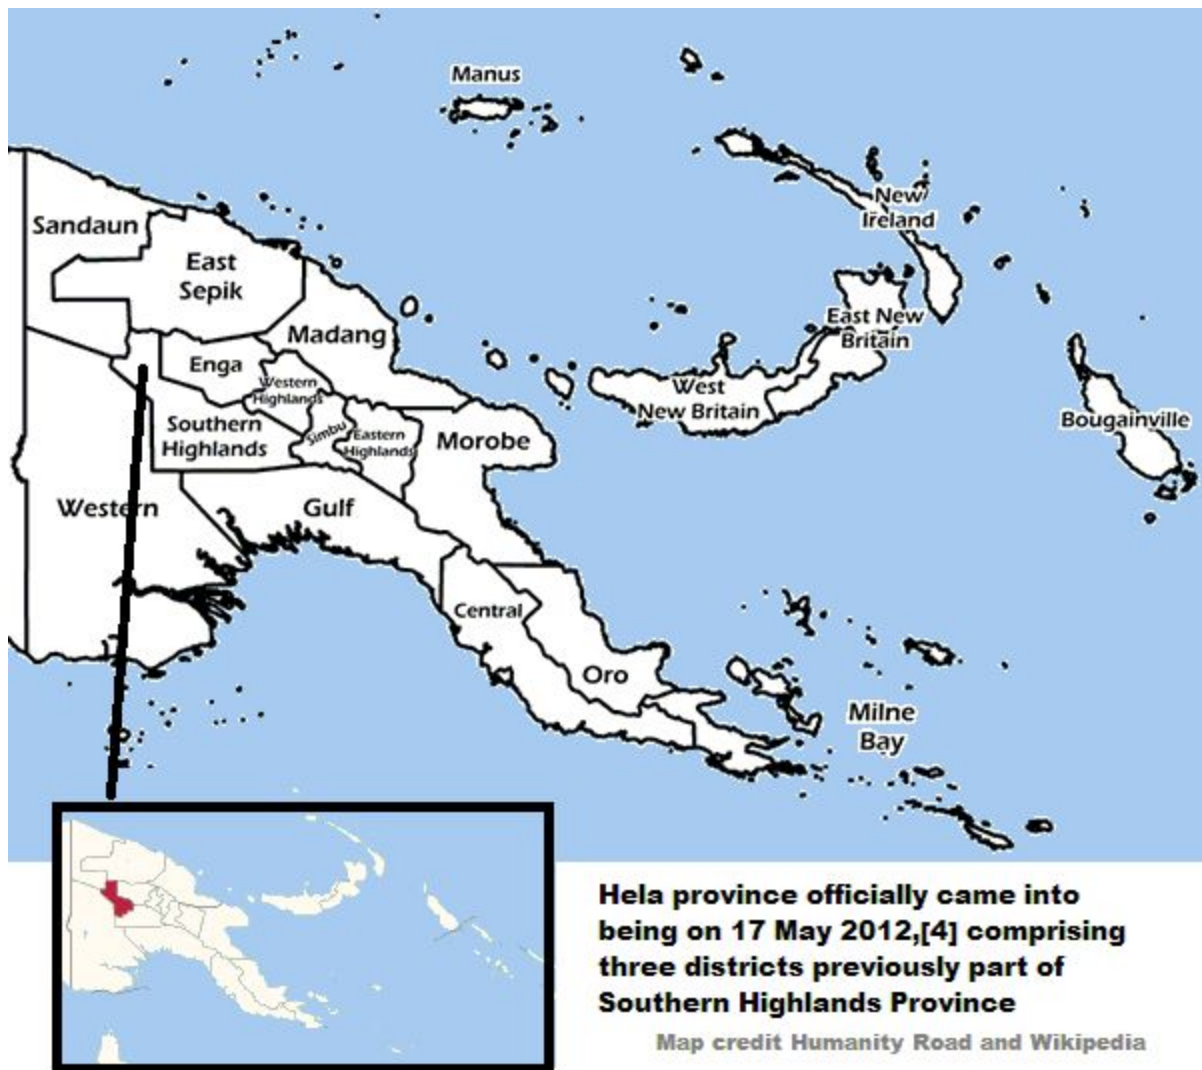 Manus
New
Ireland
Sandaun
East
Sepik
East New
Britain
Madang
Enga
Western
Highlands
West
New Britain
Southern
Highlands
Simbu
Eastern
Highlands
Morobe
Bougainville
Western
Gulf
Central
Oro
Milne
Bay
Hela province officially came into
being on 17 May 2012,[4] comprising
three districts previously part of
Southern Highlands Province
Map credit Humanity Road and Wikipedia